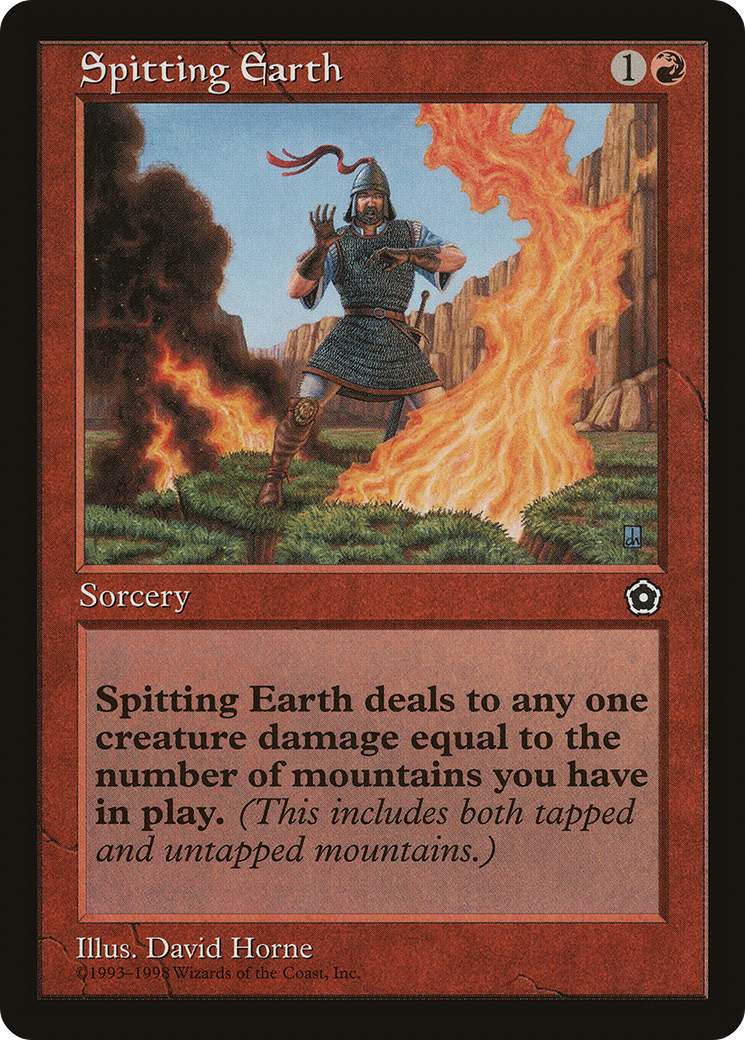 Spitting Earth 1
dh
Sorcery
Spitting Earth deals to any one
creature damage equal to the
number of mountains you have
in play. (This includes both tapped
and untapped mountains.)
Illus. David Horne
©1993–1998 Wizards of the Coast, Inc.